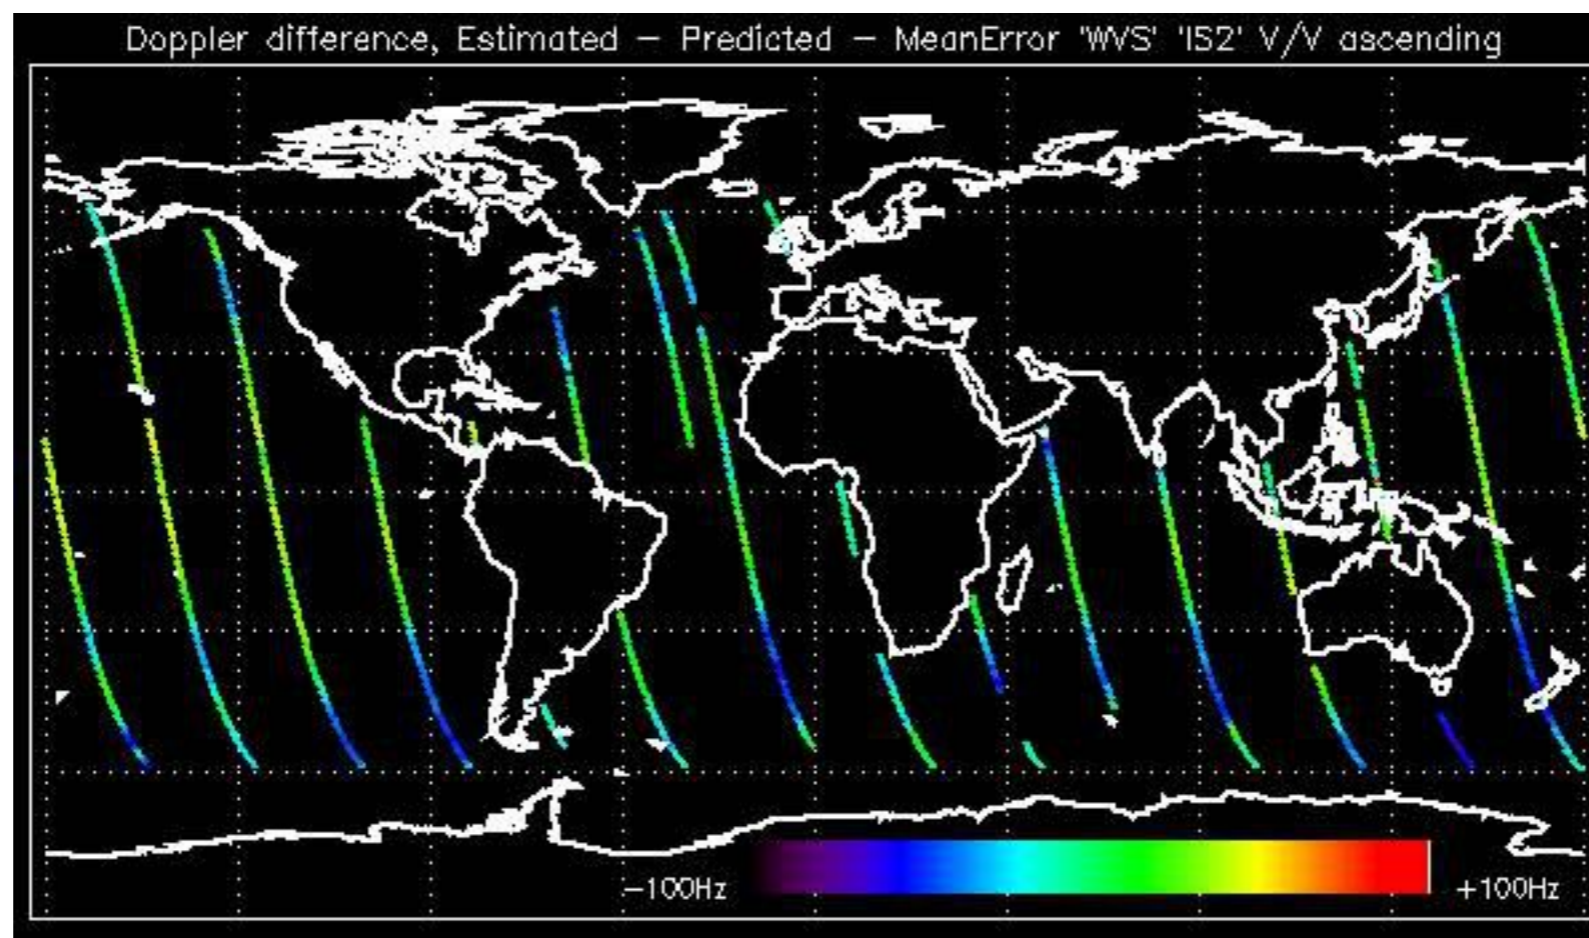 Doppler difference, Estimated – Predicted – MeanError 'WVS' 'IS2' V/V ascending
–100Hz +100Hz